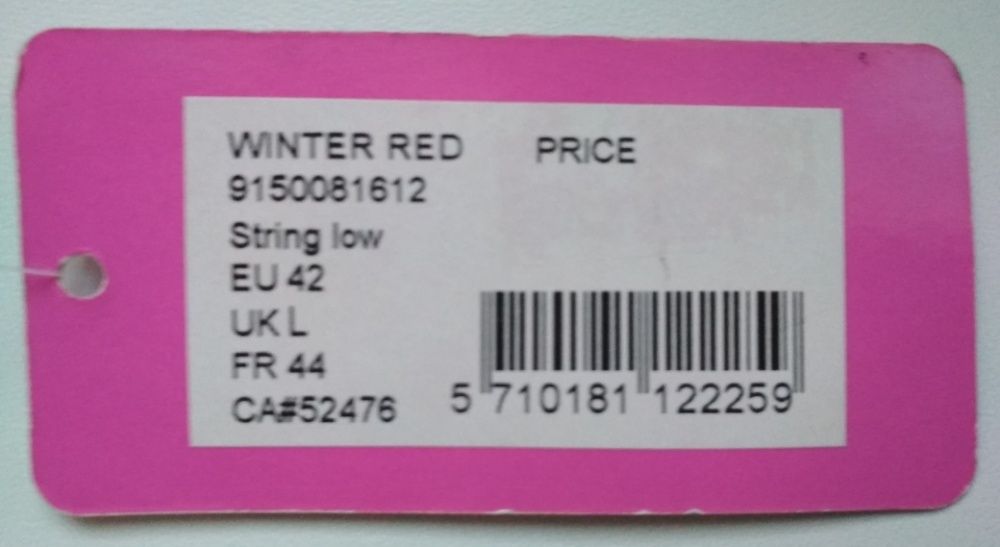 WINTER RED PRICE
9150081612
String low
EU 42
UK L
FR 44
CA#52476
5 710181 122259